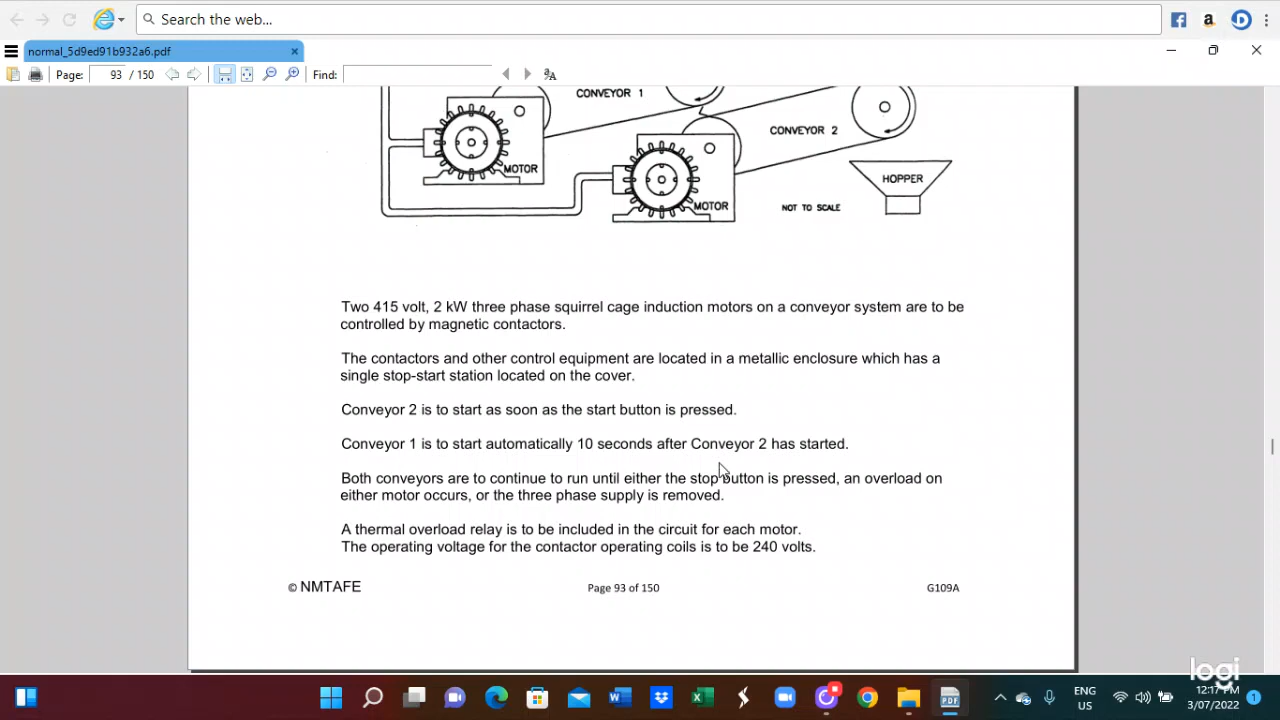 Search the web...
normal_5d9ed91b932a6.pdf
Page: 93 / 150 Find:
CONVEYOR 1
CONVEYOR 2
MOTOR
HOPPER
MOTOR
NOT TO SCALE
Two 415 volt, 2 kW three phase squirrel cage induction motors on a conveyor system are to be
controlled by magnetic contactors.
The contactors and other control equipment are located in a metallic enclosure which has a
single stop-start station located on the cover.
Conveyor 2 is to start as soon as the start button is pressed.
Conveyor 1 is to start automatically 10 seconds after Conveyor 2 has started.
Both conveyors are to continue to run until either the stop button is pressed, an overload on
either motor occurs, or the three phase supply is removed.
A thermal overload relay is to be included in the circuit for each motor.
The operating voltage for the contactor operating coils is to be 240 volts.
© NMTAFE Page 93 of 150 G109A
logi
ENG 12:17 PM
US 3/07/2022